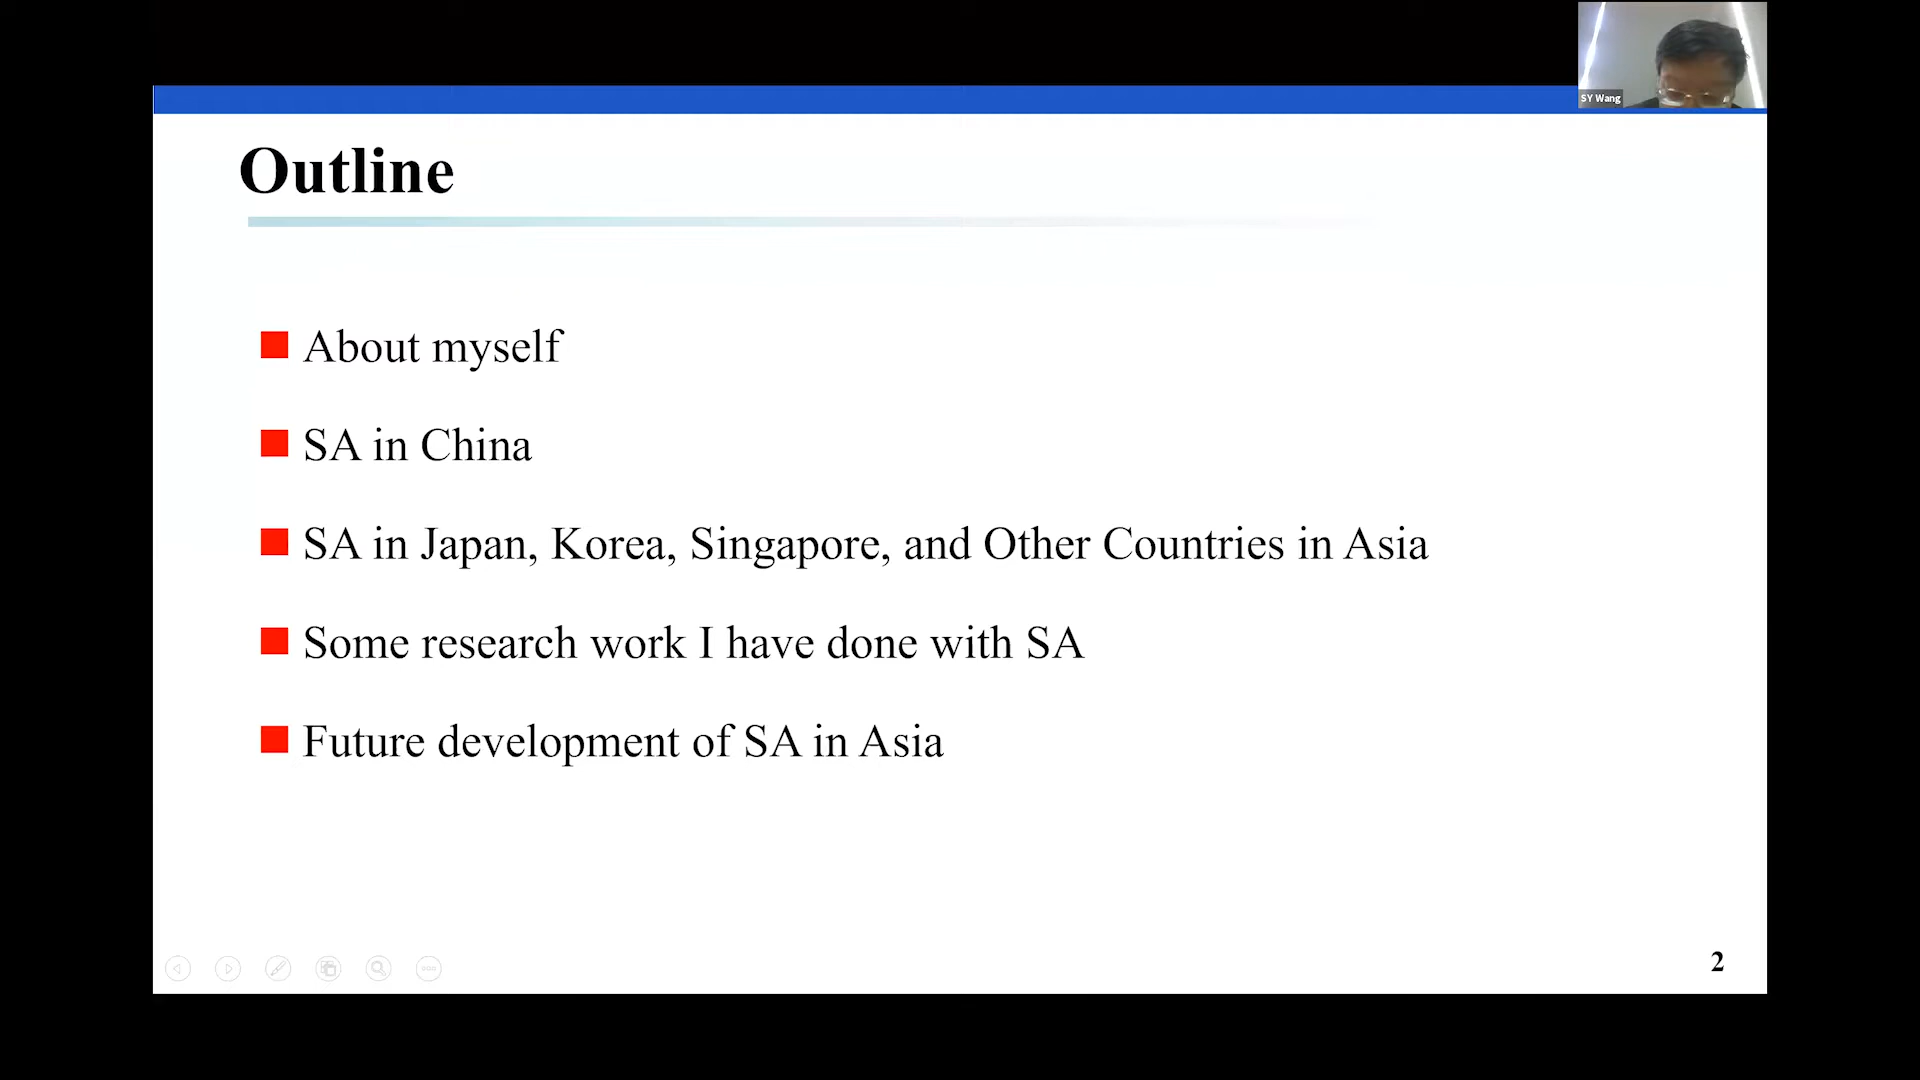 SY Wang
Outline
About myself
SA in China
SA in Japan, Korea, Singapore, and Other Countries in Asia
Some research work I have done with SA
Future development of SA in Asia
2